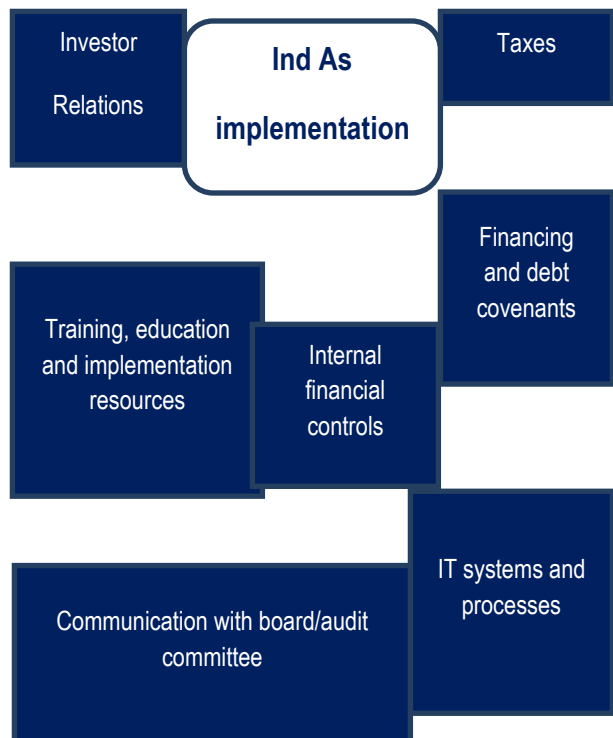 Investor
Relations
Ind As
implementation
Taxes
Financing
and debt
covenants
Training, education
and implementation
resources
Internal
financial
controls
IT systems and
processes
Communication with board/audit
committee